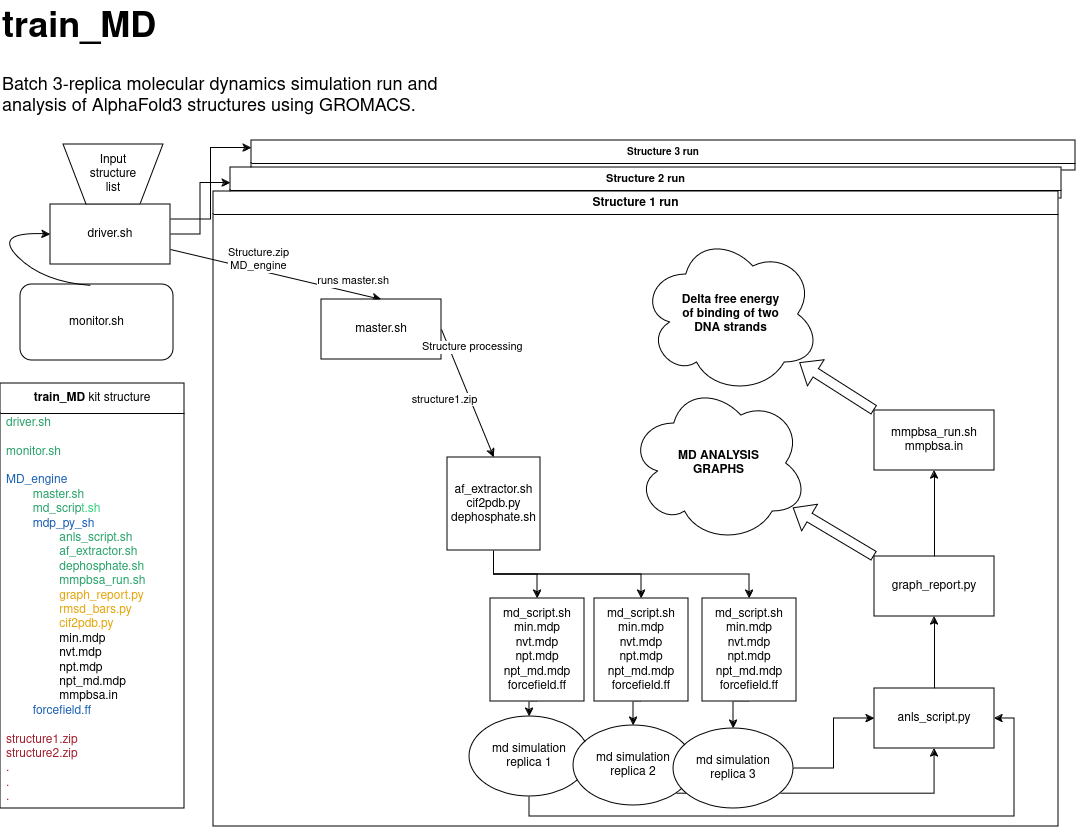 train_MD
Batch 3-replica molecular dynamics simulation run and
analysis of AlphaFold3 structures using GROMACS.
Input
structure
list
driver.sh
monitor.sh
Structure 3 run
Structure 2 run
Structure 1 run
Structure.zip
MD_engine
runs master.sh
master.sh
Structure processing
structure1.zip
af_extractor.sh
cif2pdb.py
dephosphate.sh
md_script.sh
min.mdp
nvt.mdp
npt.mdp
npt_md.mdp
forcefield.ff
md_script.sh
min.mdp
nvt.mdp
npt.mdp
npt_md.mdp
forcefield.ff
md_script.sh
min.mdp
nvt.mdp
npt.mdp
npt_md.mdp
forcefield.ff
md simulation
replica 1
md simulation
replica 2
md simulation
replica 3
anls_script.py
graph_report.py
mmpbsa_run.sh
mmpbsa.in
Delta free energy
of binding of two
DNA strands
MD ANALYSIS
GRAPHS
train_MD kit structure
driver.sh
monitor.sh
MD_engine
master.sh
md_script.sh
mdp_py_sh
anls_script.sh
af_extractor.sh
dephosphate.sh
mmpbsa_run.sh
graph_report.py
rmsd_bars.py
cif2pdb.py
min.mdp
nvt.mdp
npt.mdp
npt_md.mdp
mmpbsa.in
forcefield.ff
structure1.zip
structure2.zip
.
.
.